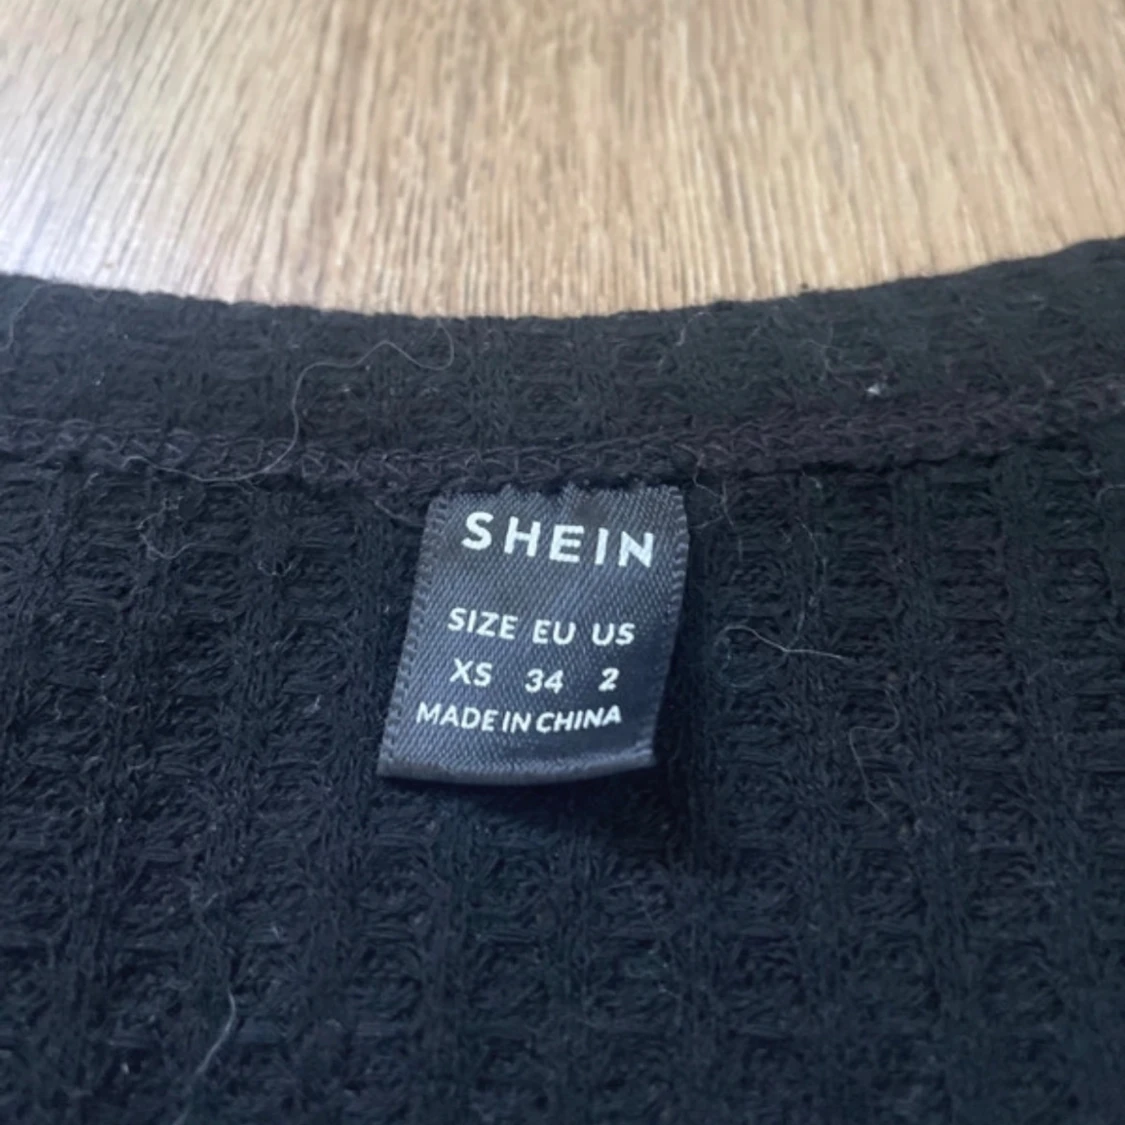 SHEIN
SIZE EU US
XS 34 2
MADE IN CHINA